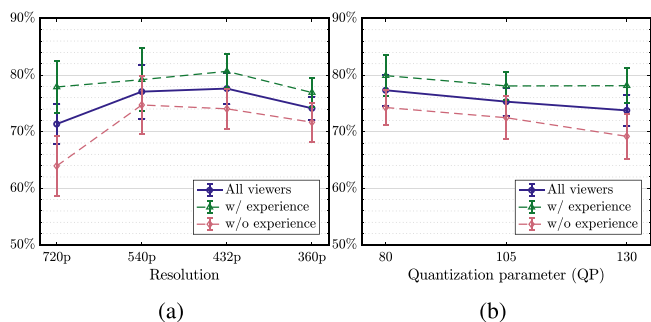 90%
80%
70%
60%
50%
720p 540p 432p 360p
Resolution
All viewers
w/ experience
w/o experience
(a)
90%
80%
70%
60%
50%
80 105 130
Quantization parameter (QP)
All viewers
w/ experience
w/o experience
(b)